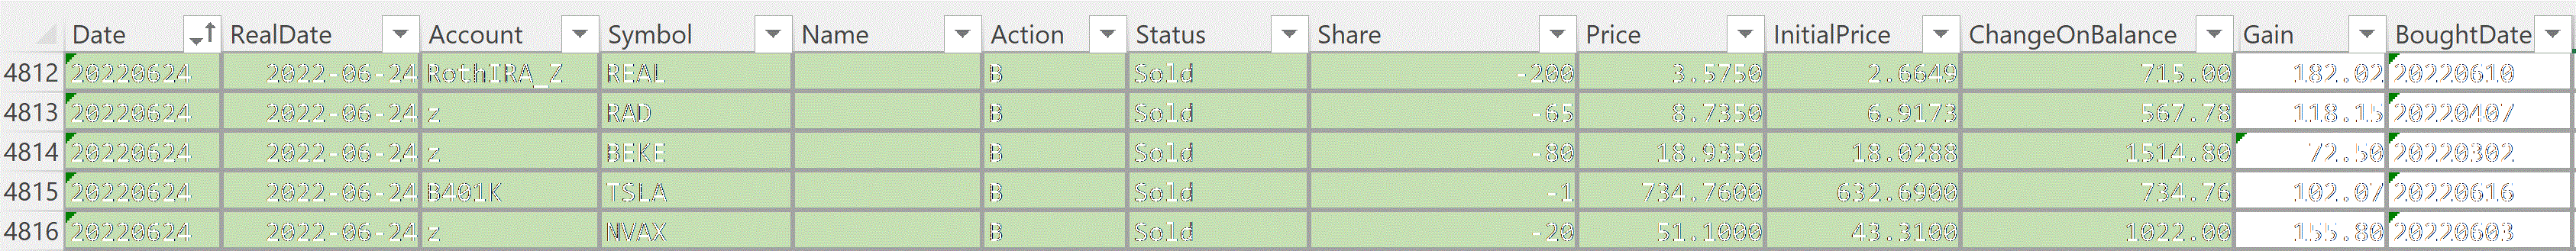 Date RealDate Account Symbol Name Action Status Share Price InitialPrice ChangeOnBalance Gain BoughtDate
4812 20220624 2022-06-24 RothIRA_Z REAL B Sold -200 3.5750 2.6649 715.00 182.02 20220610
4813 20220624 2022-06-24 z RAD B Sold -65 8.7350 6.9173 567.78 118.15 20220407
4814 20220624 2022-06-24 z BEKE B Sold -80 18.9350 18.0288 1514.80 72.50 20220302
4815 20220624 2022-06-24 B401K TSLA B Sold -1 734.7600 632.6900 734.76 102.07 20220616
4816 20220624 2022-06-24 z NVAX B Sold -20 51.1000 43.3100 1022.00 155.80 20220603